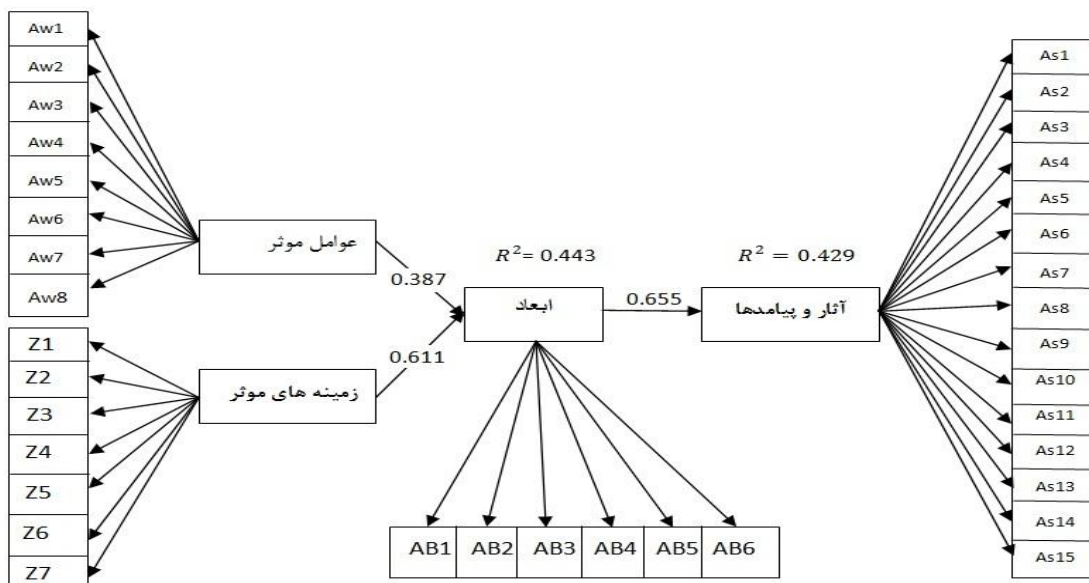 Aw1
Aw2
Aw3
Aw4
Aw5
Aw6
Aw7
Aw8
Z1
Z2
Z3
Z4
Z5
Z6
Z7
عوامل موثر
زمینه های موثر
0.387
0.611
R²= 0.443
ابعاد
0.655
R² = 0.429
آثار و پیامدها
AB1 AB2 AB3 AB4 AB5 AB6
As1
As2
As3
As4
As5
As6
As7
As8
As9
As10
As11
As12
As13
As14
As15